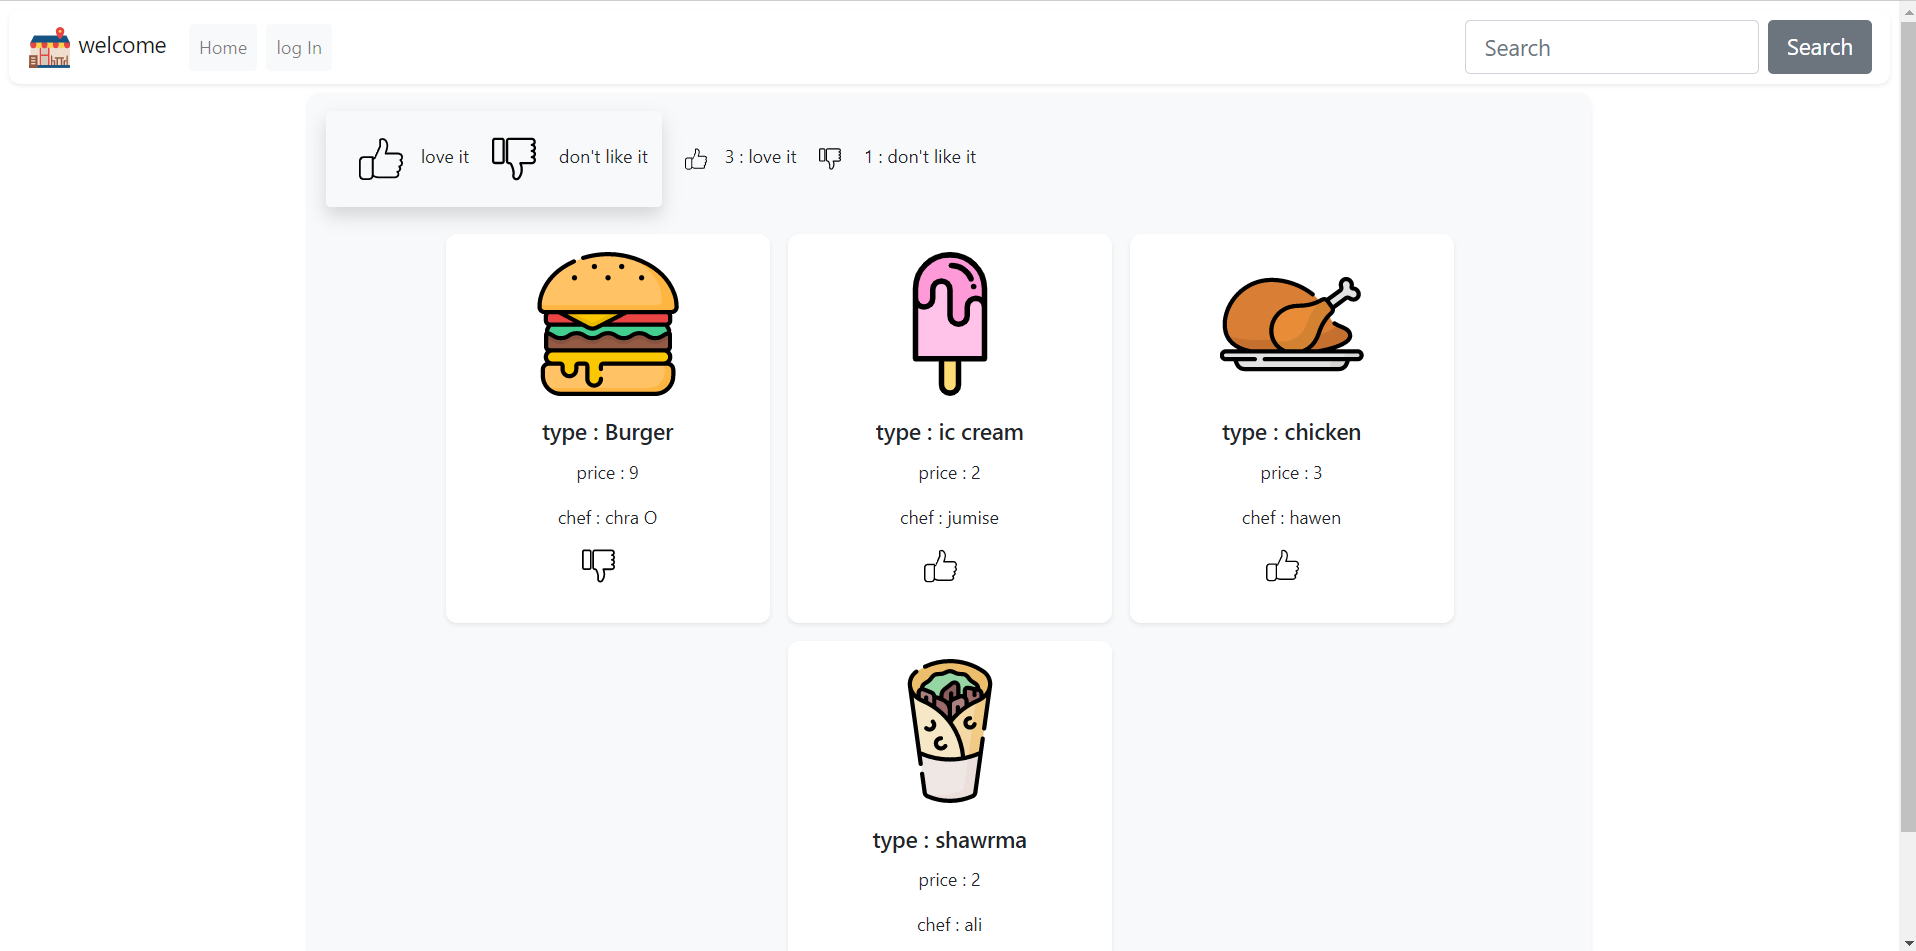 welcome Home log In Search Search
love it don't like it 3 : love it 1 : don't like it
type : Burger
price : 9
chef : chra O
type : ic cream
price : 2
chef : jumise
type : chicken
price : 3
chef : hawen
type : shawrma
price : 2
chef : ali